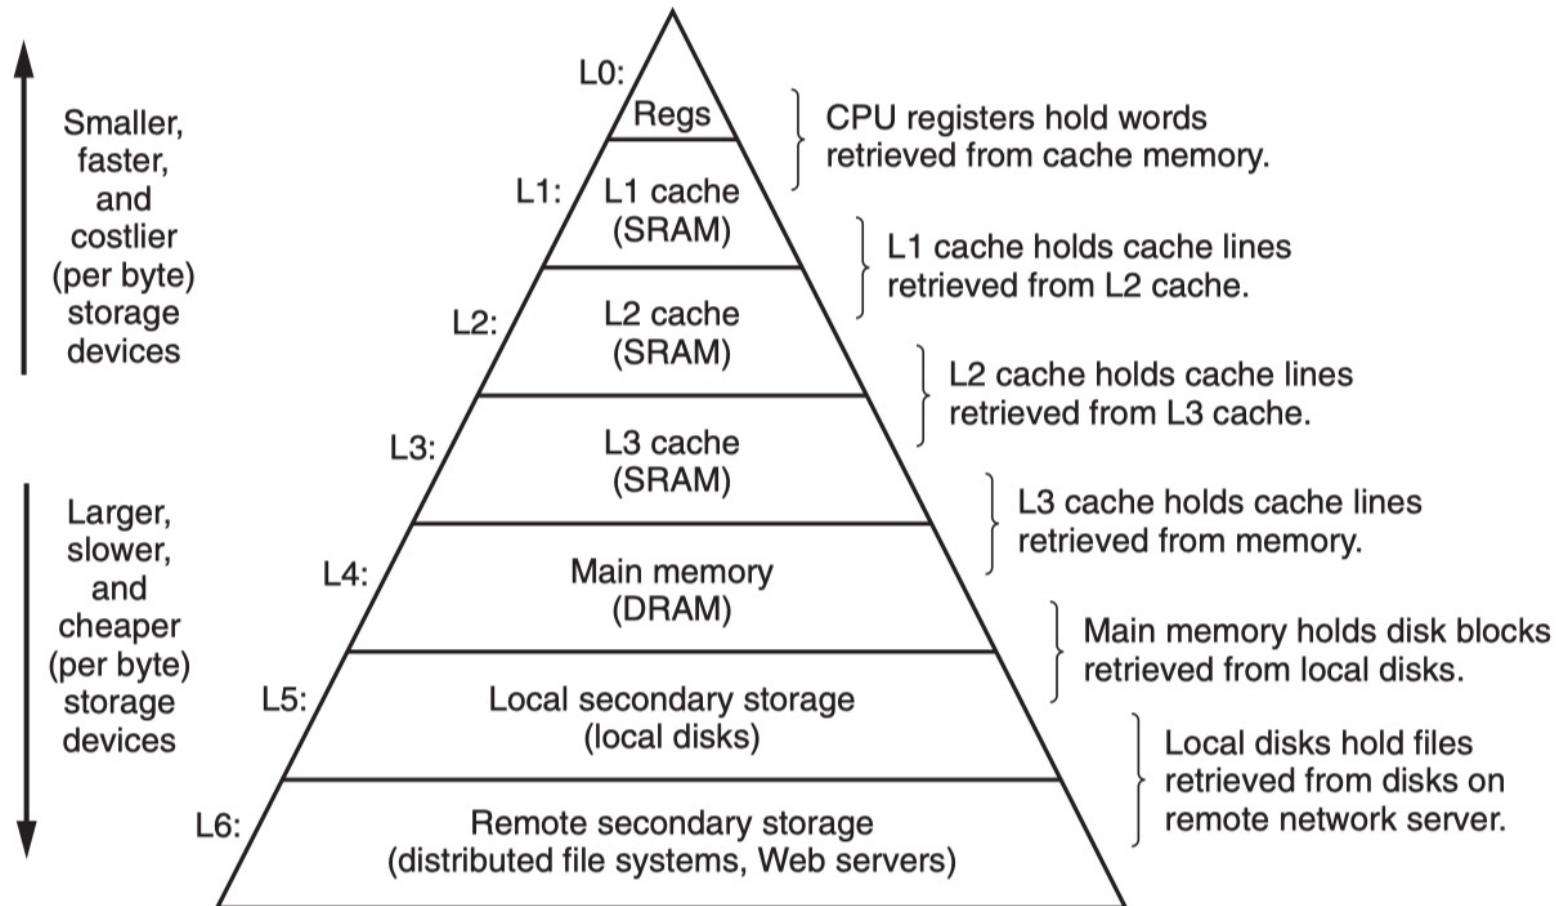 Smaller,
faster,
and
costlier
(per byte)
storage
devices
Larger,
slower,
and
cheaper
(per byte)
storage
devices
L0:
Regs
CPU registers hold words
retrieved from cache memory.
L1:
L1 cache
(SRAM)
L1 cache holds cache lines
retrieved from L2 cache.
L2:
L2 cache
(SRAM)
L2 cache holds cache lines
retrieved from L3 cache.
L3:
L3 cache
(SRAM)
L3 cache holds cache lines
retrieved from memory.
L4:
Main memory
(DRAM)
Main memory holds disk blocks
retrieved from local disks.
L5:
Local secondary storage
(local disks)
Local disks hold files
retrieved from disks on
remote network server.
L6:
Remote secondary storage
(distributed file systems, Web servers)